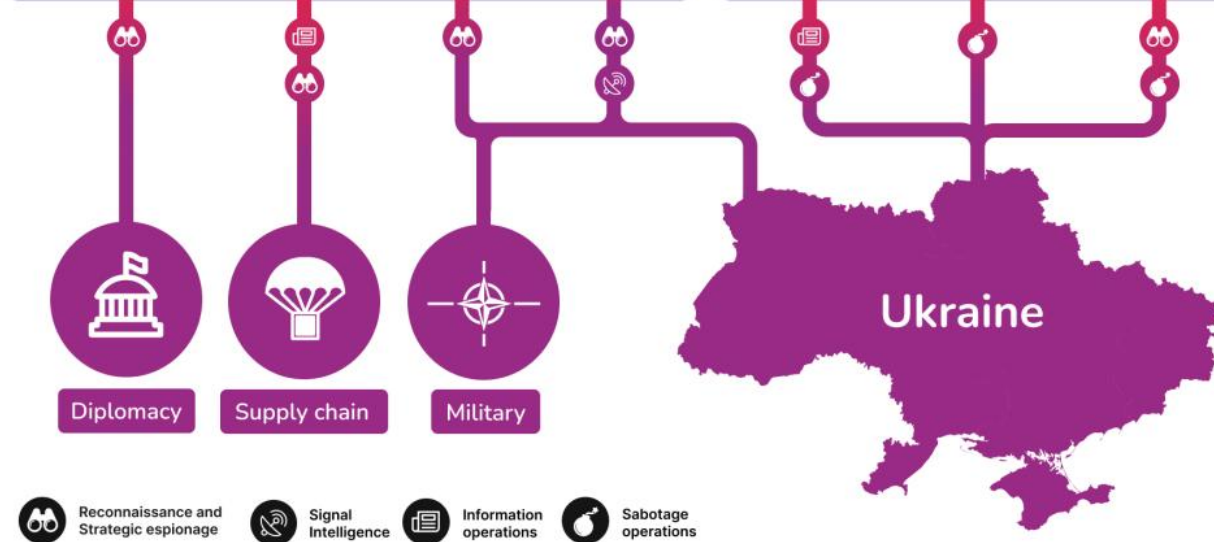 Ukraine
Diplomacy
Supply chain
Military
Reconnaissance and
Strategic espionage
Signal
Intelligence
Information
operations
Sabotage
operations